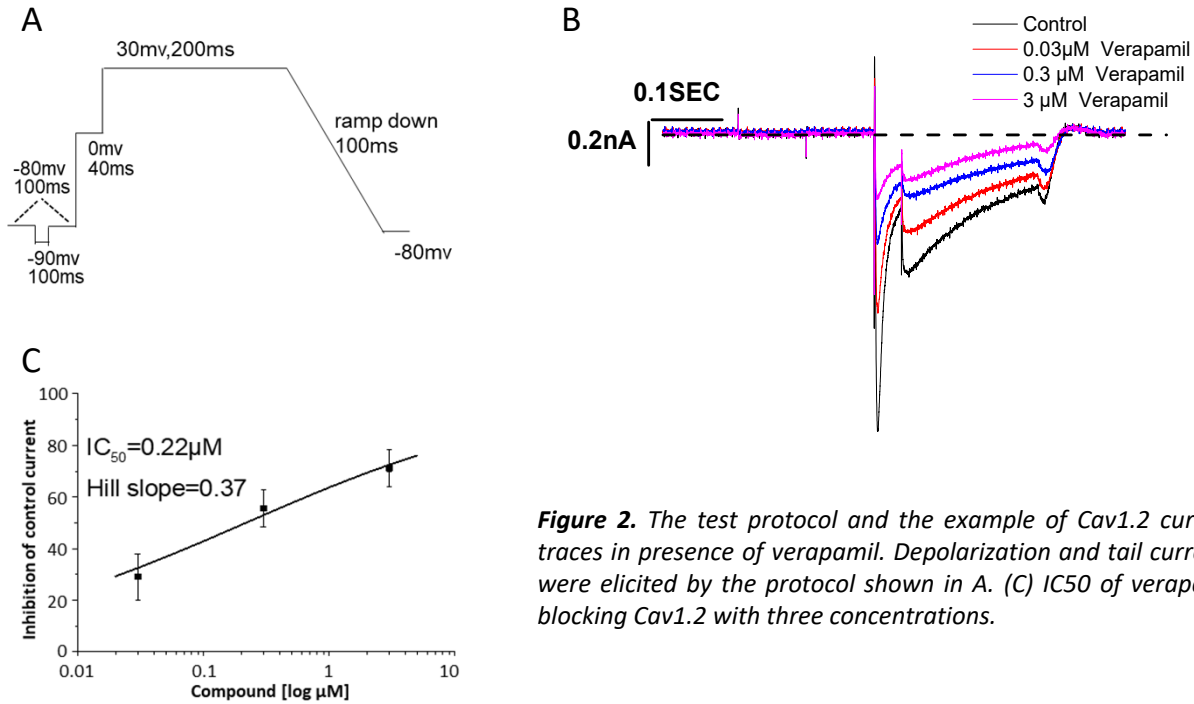 A
30mv,200ms
ramp down
100ms
0mv
40ms
-80mv
100ms
-90mv
100ms
-80mv
B
Control
0.03µM Verapamil
0.3 µM Verapamil
3 µM Verapamil
0.1SEC
0.2nA
C
Inhibition of control current
100
80
60
40
20
0
IC50=0.22µM
Hill slope=0.37
0.01
0.1
1
10
Compound [log µM]
Figure 2. The test protocol and the example of Cav1.2 cur
traces in presence of verapamil. Depolarization and tail curre
were elicited by the protocol shown in A. (C) IC50 of verapa
blocking Cav1.2 with three concentrations.